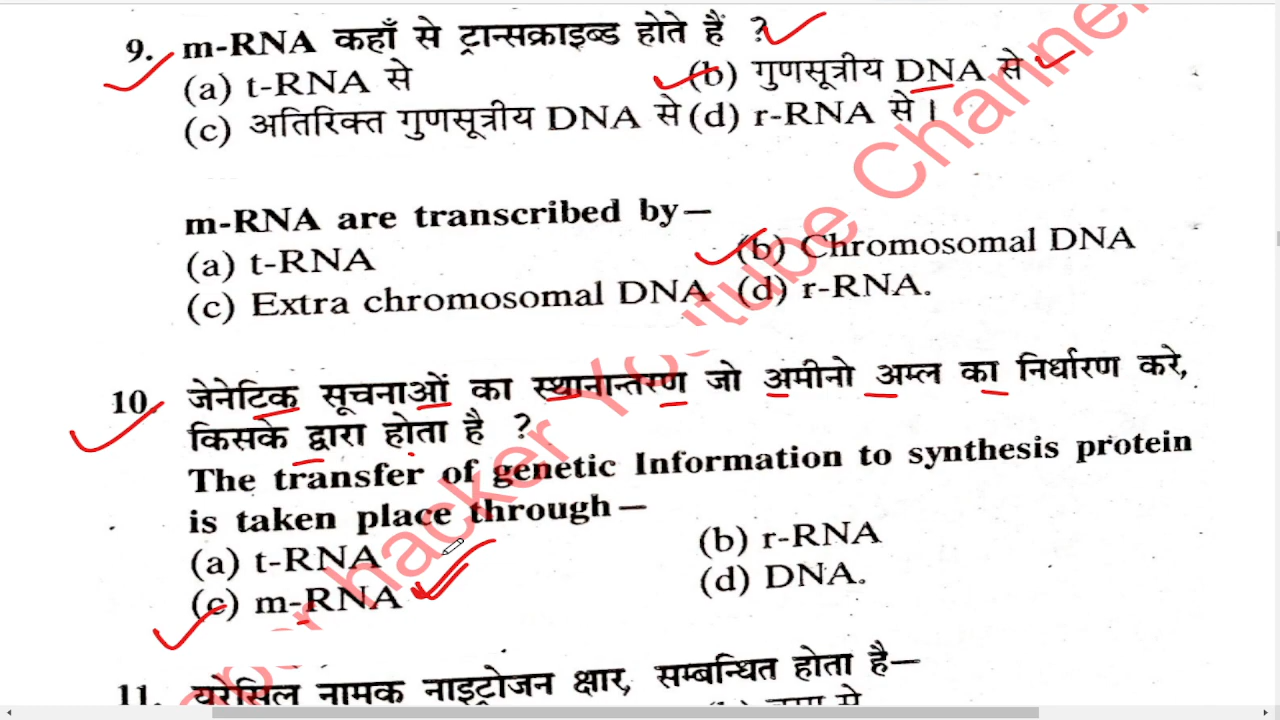 9. m-RNA कहाँ से ट्रान्सक्राइब्ड होते हैं ?
(a) t-RNA से (b) गुणसूत्रीय DNA से
(c) अतिरिक्त गुणसूत्रीय DNA से (d) r-RNA से।
m-RNA are transcribed by—
(a) t-RNA (b) Chromosomal DNA
(c) Extra chromosomal DNA (d) r-RNA.
10. जेनेटिक सूचनाओं का स्थानान्तरण जो अमीनो अम्ल का निर्धारण करे,
किसके द्वारा होता है ?
The transfer of genetic Information to synthesis protein
is taken place through—
(a) t-RNA (b) r-RNA
(c) m-RNA (d) DNA.
11. यूरेसिल नामक नाइट्रोजन क्षार, सम्बन्धित होता है—
hacker Youtube Channel